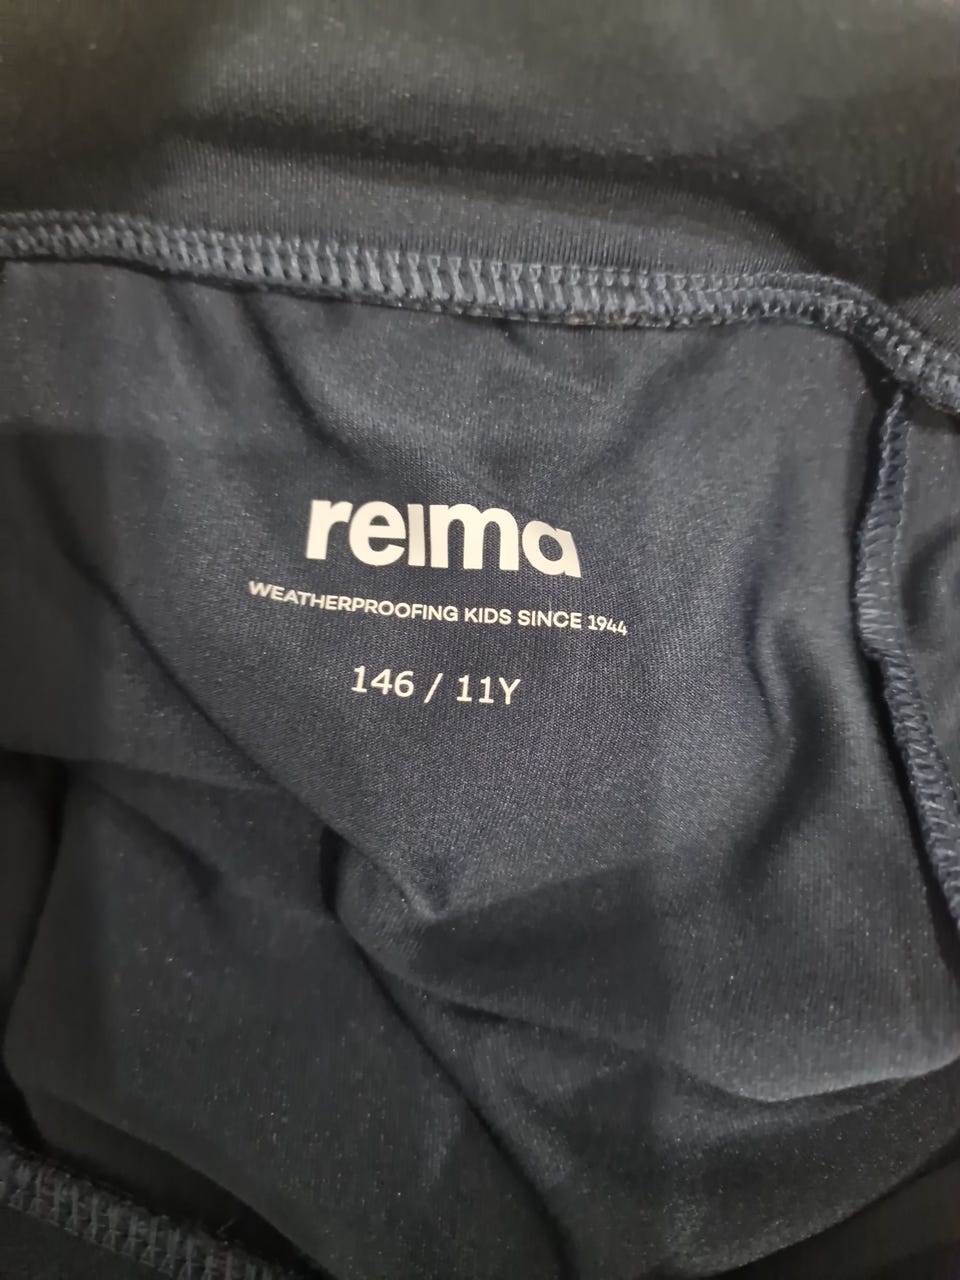 reima
WEATHERPROOFING KIDS SINCE 1944
146 / 11Y